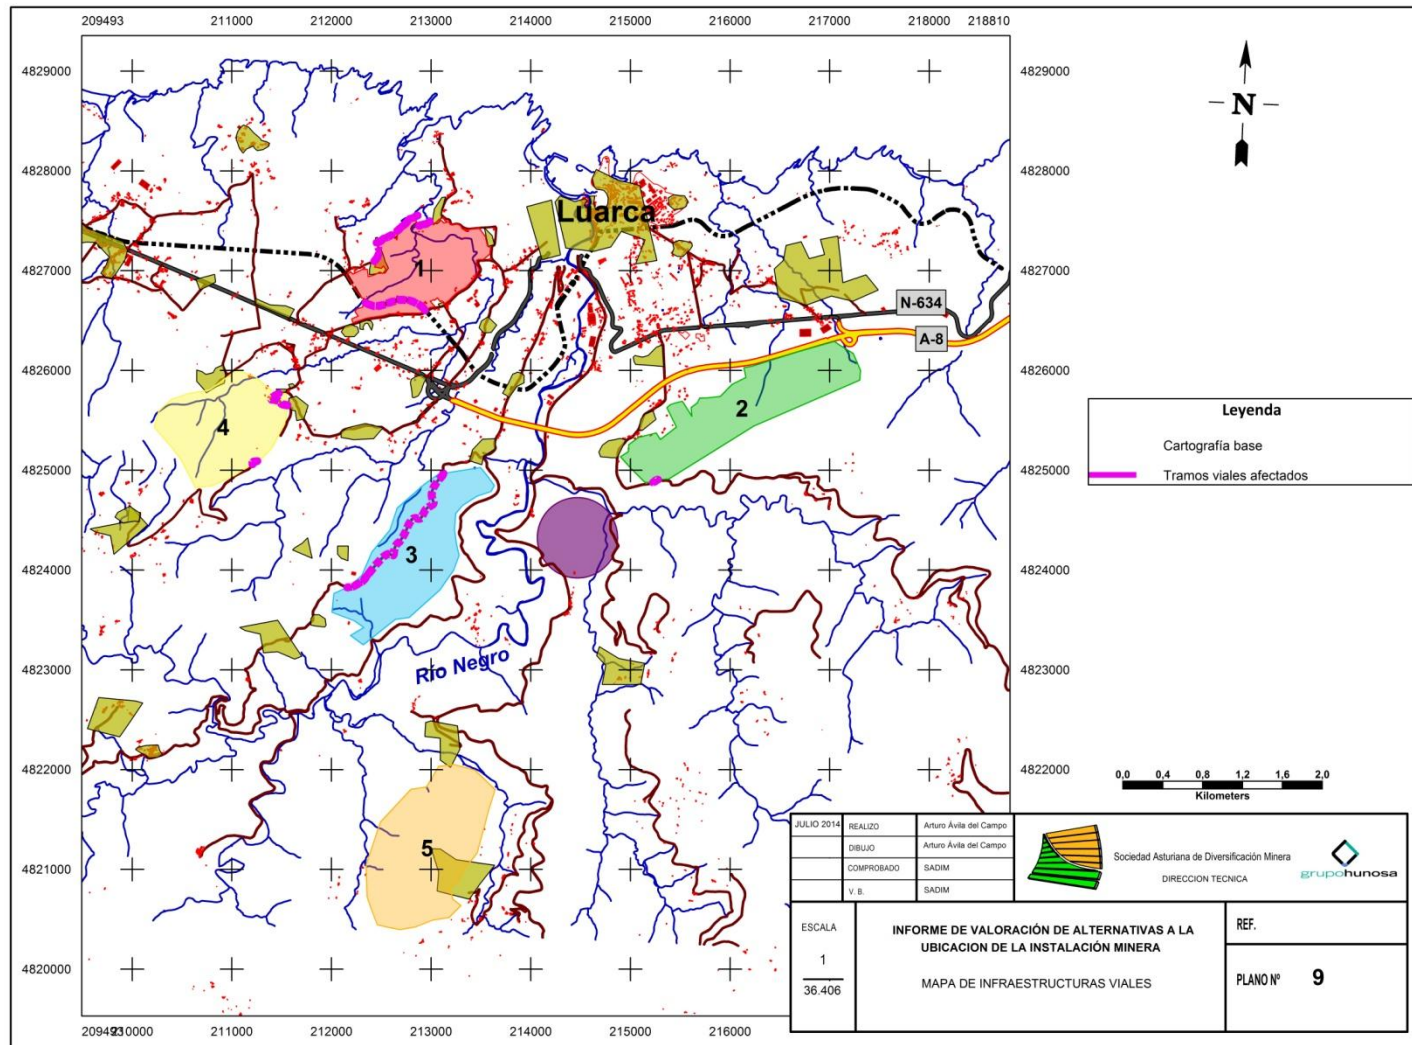 209493 211000 212000 213000 214000 215000 216000 217000 218000 218810
4829000 4829000
4828000 4828000
4827000 4827000
4826000 4826000
4825000 4825000
4824000 4824000
4823000 4823000
4822000 4822000
4821000
4820000
N
Luarca
1
N-634
A-8
2
4
3
Río Negro
5
Leyenda
Cartografía base
Tramos viales afectados
0,0 0,4 0,8 1,2 1,6 2,0
Kilometers
JULIO 2014 REALIZO Arturo Ávila del Campo
DIBUJO Arturo Ávila del Campo
COMPROBADO SADIM
V. B. SADIM
Sociedad Asturiana de Diversificación Minera
DIRECCION TECNICA
grupohunosa
ESCALA
1
36.406
INFORME DE VALORACIÓN DE ALTERNATIVAS A LA
UBICACION DE LA INSTALACIÓN MINERA
MAPA DE INFRAESTRUCTURAS VIALES
REF.
PLANO Nº 9
209493 230000 211000 212000 213000 214000 215000 216000